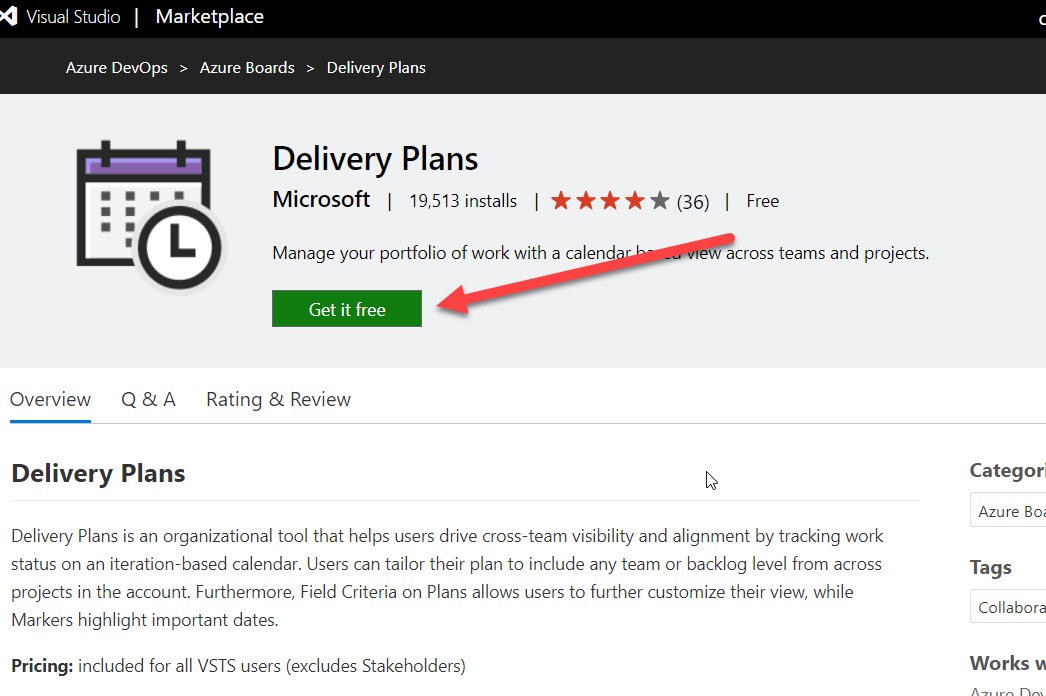 Visual Studio | Marketplace
Azure DevOps > Azure Boards > Delivery Plans
Delivery Plans
Microsoft | 19,513 installs | (36) | Free
Manage your portfolio of work with a calendar view across teams and projects.
Get it free
Overview Q & A Rating & Review
Delivery Plans
Delivery Plans is an organizational tool that helps users drive cross-team visibility and alignment by tracking work
status on an iteration-based calendar. Users can tailor their plan to include any team or backlog level from across
projects in the account. Furthermore, Field Criteria on Plans allows users to further customize their view, while
Markers highlight important dates.
Pricing: included for all VSTS users (excludes Stakeholders)
Categori
Azure Boa
Tags
Collabora
Works w
Azure Dev